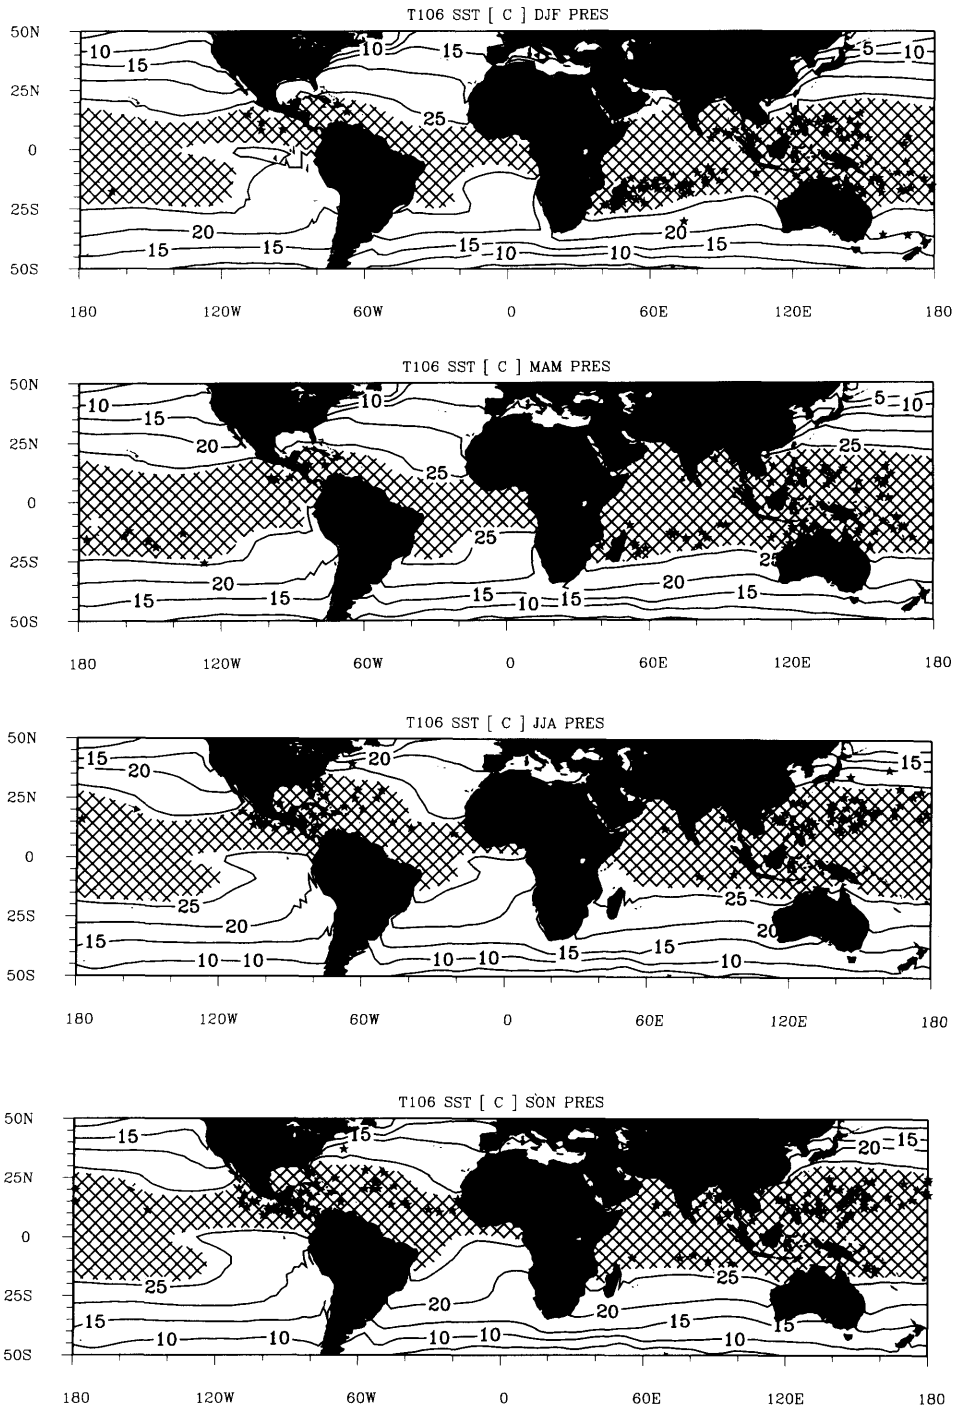 T106 SST [ C ] DJF PRES
50N
10 15 10 15 5 10
25N
25
0
25S
20 20
15 15 15 10 10 15
50S
180 120W 60W 0 60E 120E 180
T106 SST [ C ] MAM PRES
50N
10 15 10 5 10
20 25
25N
25
0
25
25S
25
20 20
15 15 15 10 15 15
50S
180 120W 60W 0 60E 120E 180
T106 SST [ C ] JJA PRES
50N
15 20 20 15
25N
0
25S
25 25
20 20
15 15 15
10 10 10 10 10
50S
180 120W 60W 0 60E 120E 180
T106 SST [ C ] SON PRES
50N
15 15 20 15
25N
0
25 25
25S
20 20
15 15 15
10 10 10 10 10
50S
180 120W 60W 0 60E 120E 180